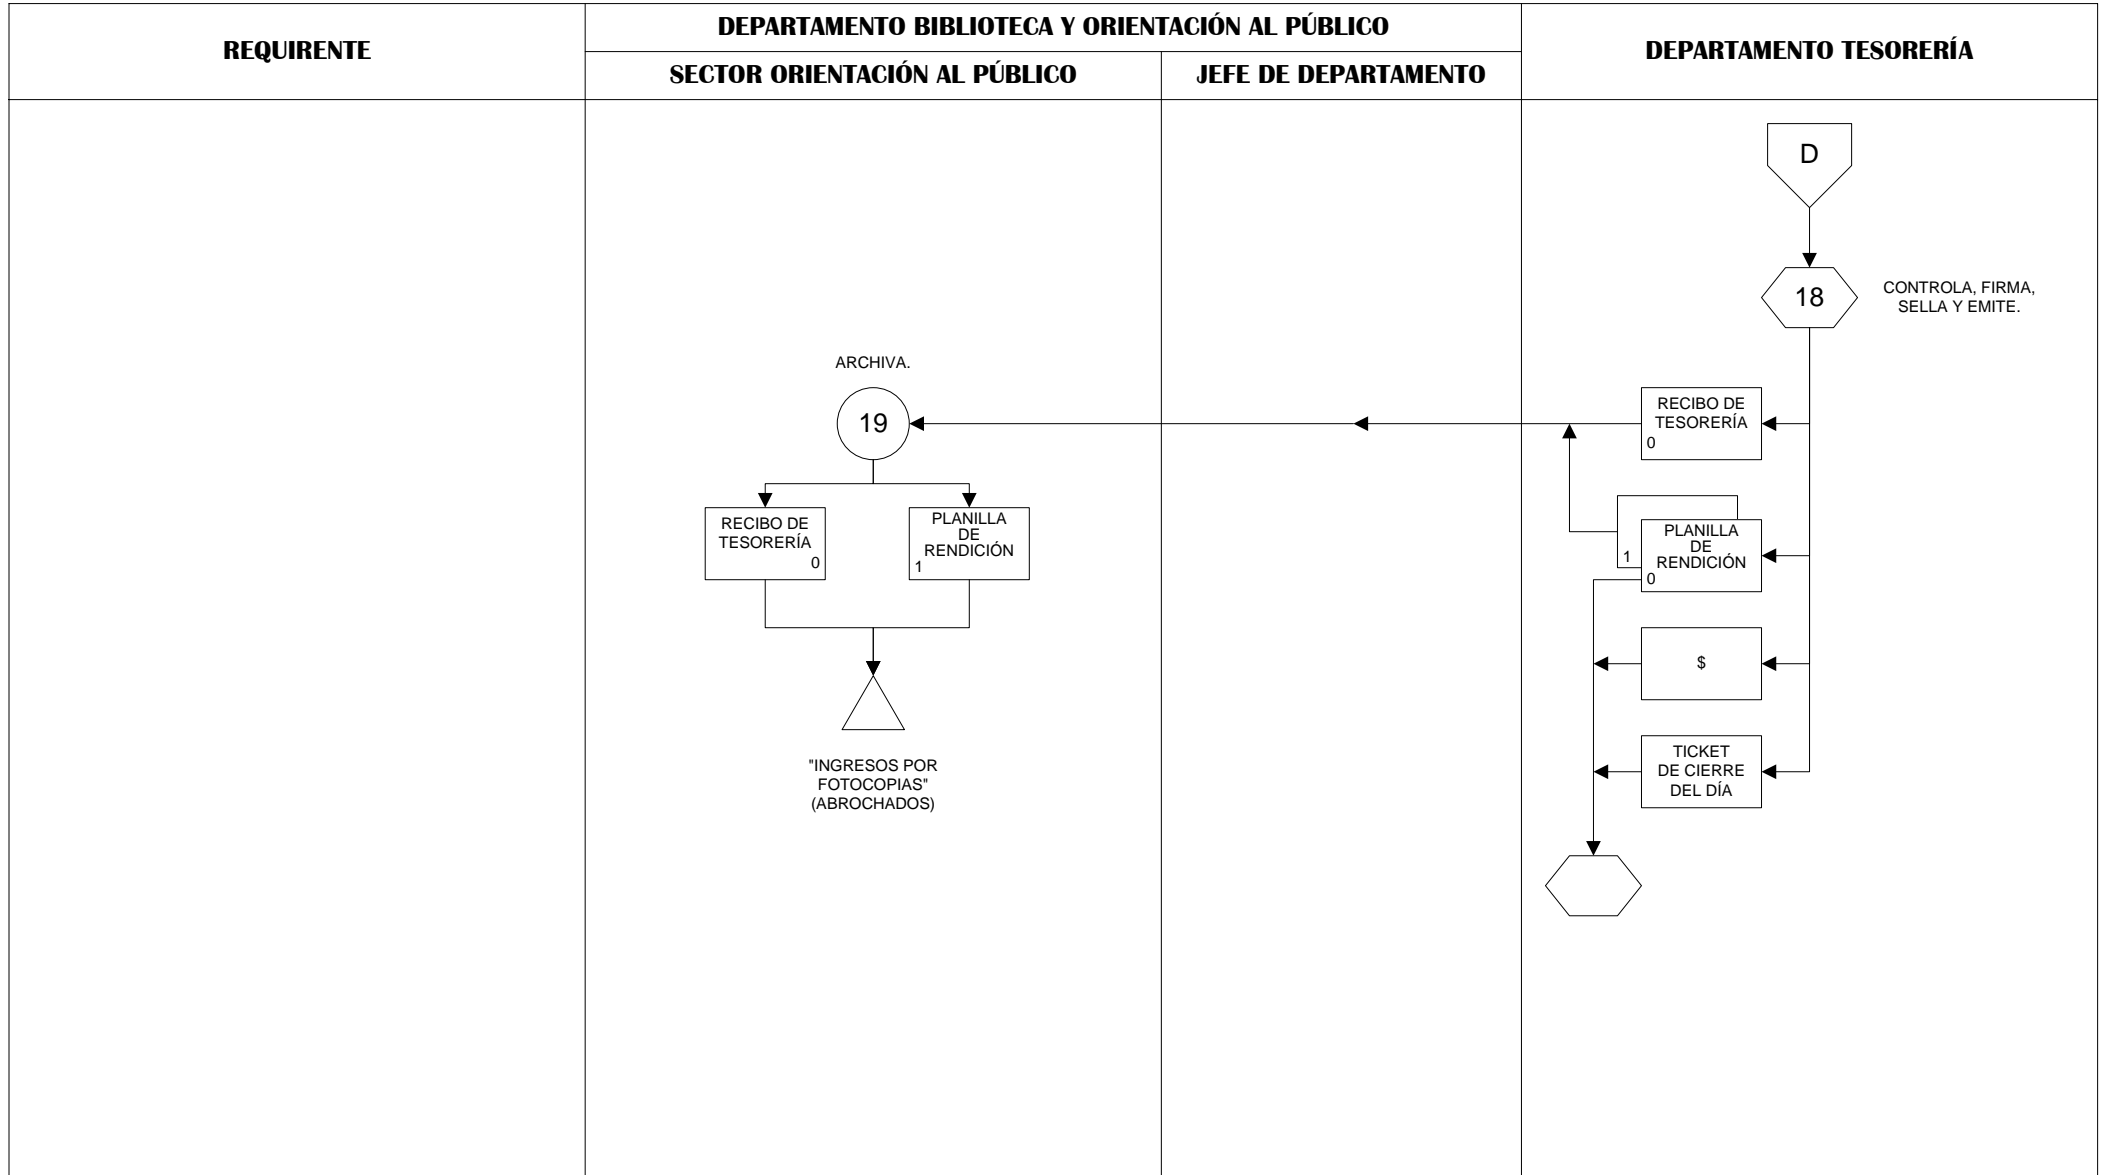 REQUIRENTE
DEPARTAMENTO BIBLIOTECA Y ORIENTACIÓN AL PÚBLICO
SECTOR ORIENTACIÓN AL PÚBLICO
JEFE DE DEPARTAMENTO
DEPARTAMENTO TESORERÍA
D
18
CONTROLA, FIRMA,
SELLA Y EMITE.
ARCHIVA.
19
RECIBO DE
TESORERÍA
0
RECIBO DE
TESORERÍA
0
PLANILLA
DE
RENDICIÓN
1
PLANILLA
DE
RENDICIÓN
1
0
$
TICKET
DE CIERRE
DEL DÍA
"INGRESOS POR
FOTOCOPIAS"
(ABROCHADOS)